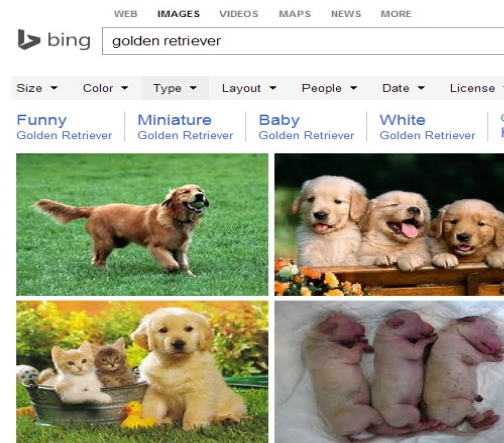 WEB IMAGES VIDEOS MAPS NEWS MORE
bing golden retriever
Size Color Type Layout People Date License
Funny Miniature Baby White
Golden Retriever Golden Retriever Golden Retriever Golden Retriever